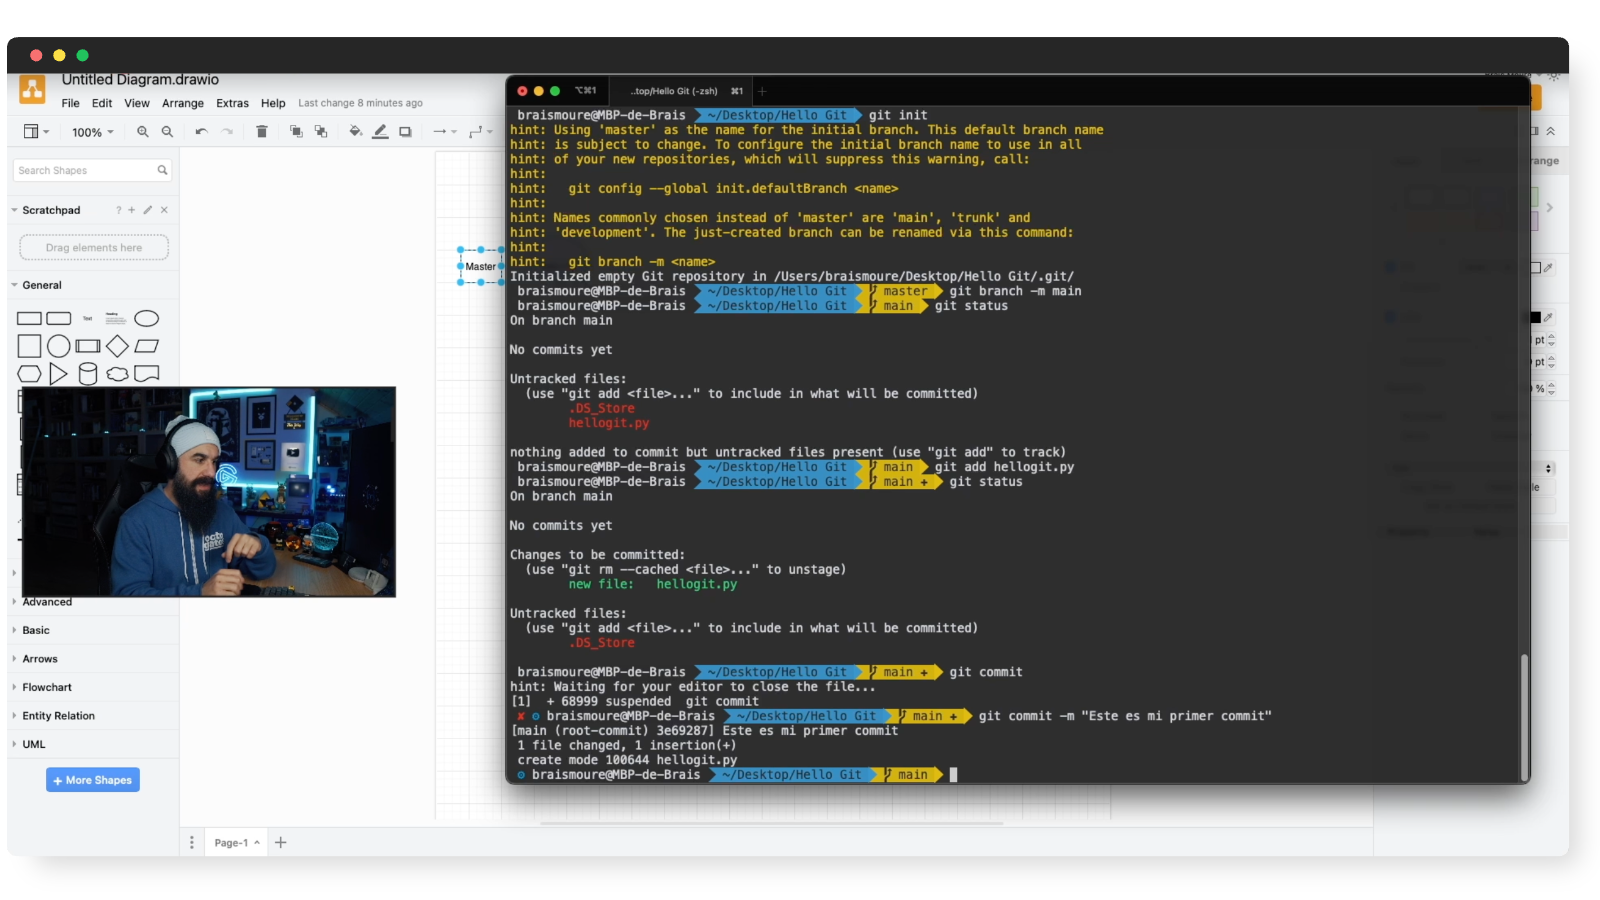 Untitled Diagram.drawio
File Edit View Arrange Extras Help Last change 8 minutes ago
100%
Search Shapes
Scratchpad
Drag elements here
General
Text
Heading
Advanced
Basic
Arrows
Flowchart
Entity Relation
UML
+ More Shapes
Page-1
Master
⌥⌘1 ..top/Hello Git (-zsh) ⌘1
braismoure@MBP-de-Brais ~/Desktop/Hello Git git init
hint: Using 'master' as the name for the initial branch. This default branch name
hint: is subject to change. To configure the initial branch name to use in all
hint: of your new repositories, which will suppress this warning, call:
hint:
hint: git config --global init.defaultBranch <name>
hint:
hint: Names commonly chosen instead of 'master' are 'main', 'trunk' and
hint: 'development'. The just-created branch can be renamed via this command:
hint:
hint: git branch -m <name>
Initialized empty Git repository in /Users/braismoure/Desktop/Hello Git/.git/
braismoure@MBP-de-Brais ~/Desktop/Hello Git master git branch -m main
braismoure@MBP-de-Brais ~/Desktop/Hello Git main git status
On branch main
No commits yet
Untracked files:
(use "git add <file>..." to include in what will be committed)
.DS_Store
hellogit.py
nothing added to commit but untracked files present (use "git add" to track)
braismoure@MBP-de-Brais ~/Desktop/Hello Git main git add hellogit.py
braismoure@MBP-de-Brais ~/Desktop/Hello Git main + git status
On branch main
No commits yet
Changes to be committed:
(use "git rm --cached <file>..." to unstage)
new file: hellogit.py
Untracked files:
(use "git add <file>..." to include in what will be committed)
.DS_Store
braismoure@MBP-de-Brais ~/Desktop/Hello Git main + git commit
hint: Waiting for your editor to close the file...
[1] + 68999 suspended git commit
✘ ⚙ braismoure@MBP-de-Brais ~/Desktop/Hello Git main + git commit -m "Este es mi primer commit"
[main (root-commit) 3e69287] Este es mi primer commit
1 file changed, 1 insertion(+)
create mode 100644 hellogit.py
⚙ braismoure@MBP-de-Brais ~/Desktop/Hello Git main
range
pt
pt
%
le